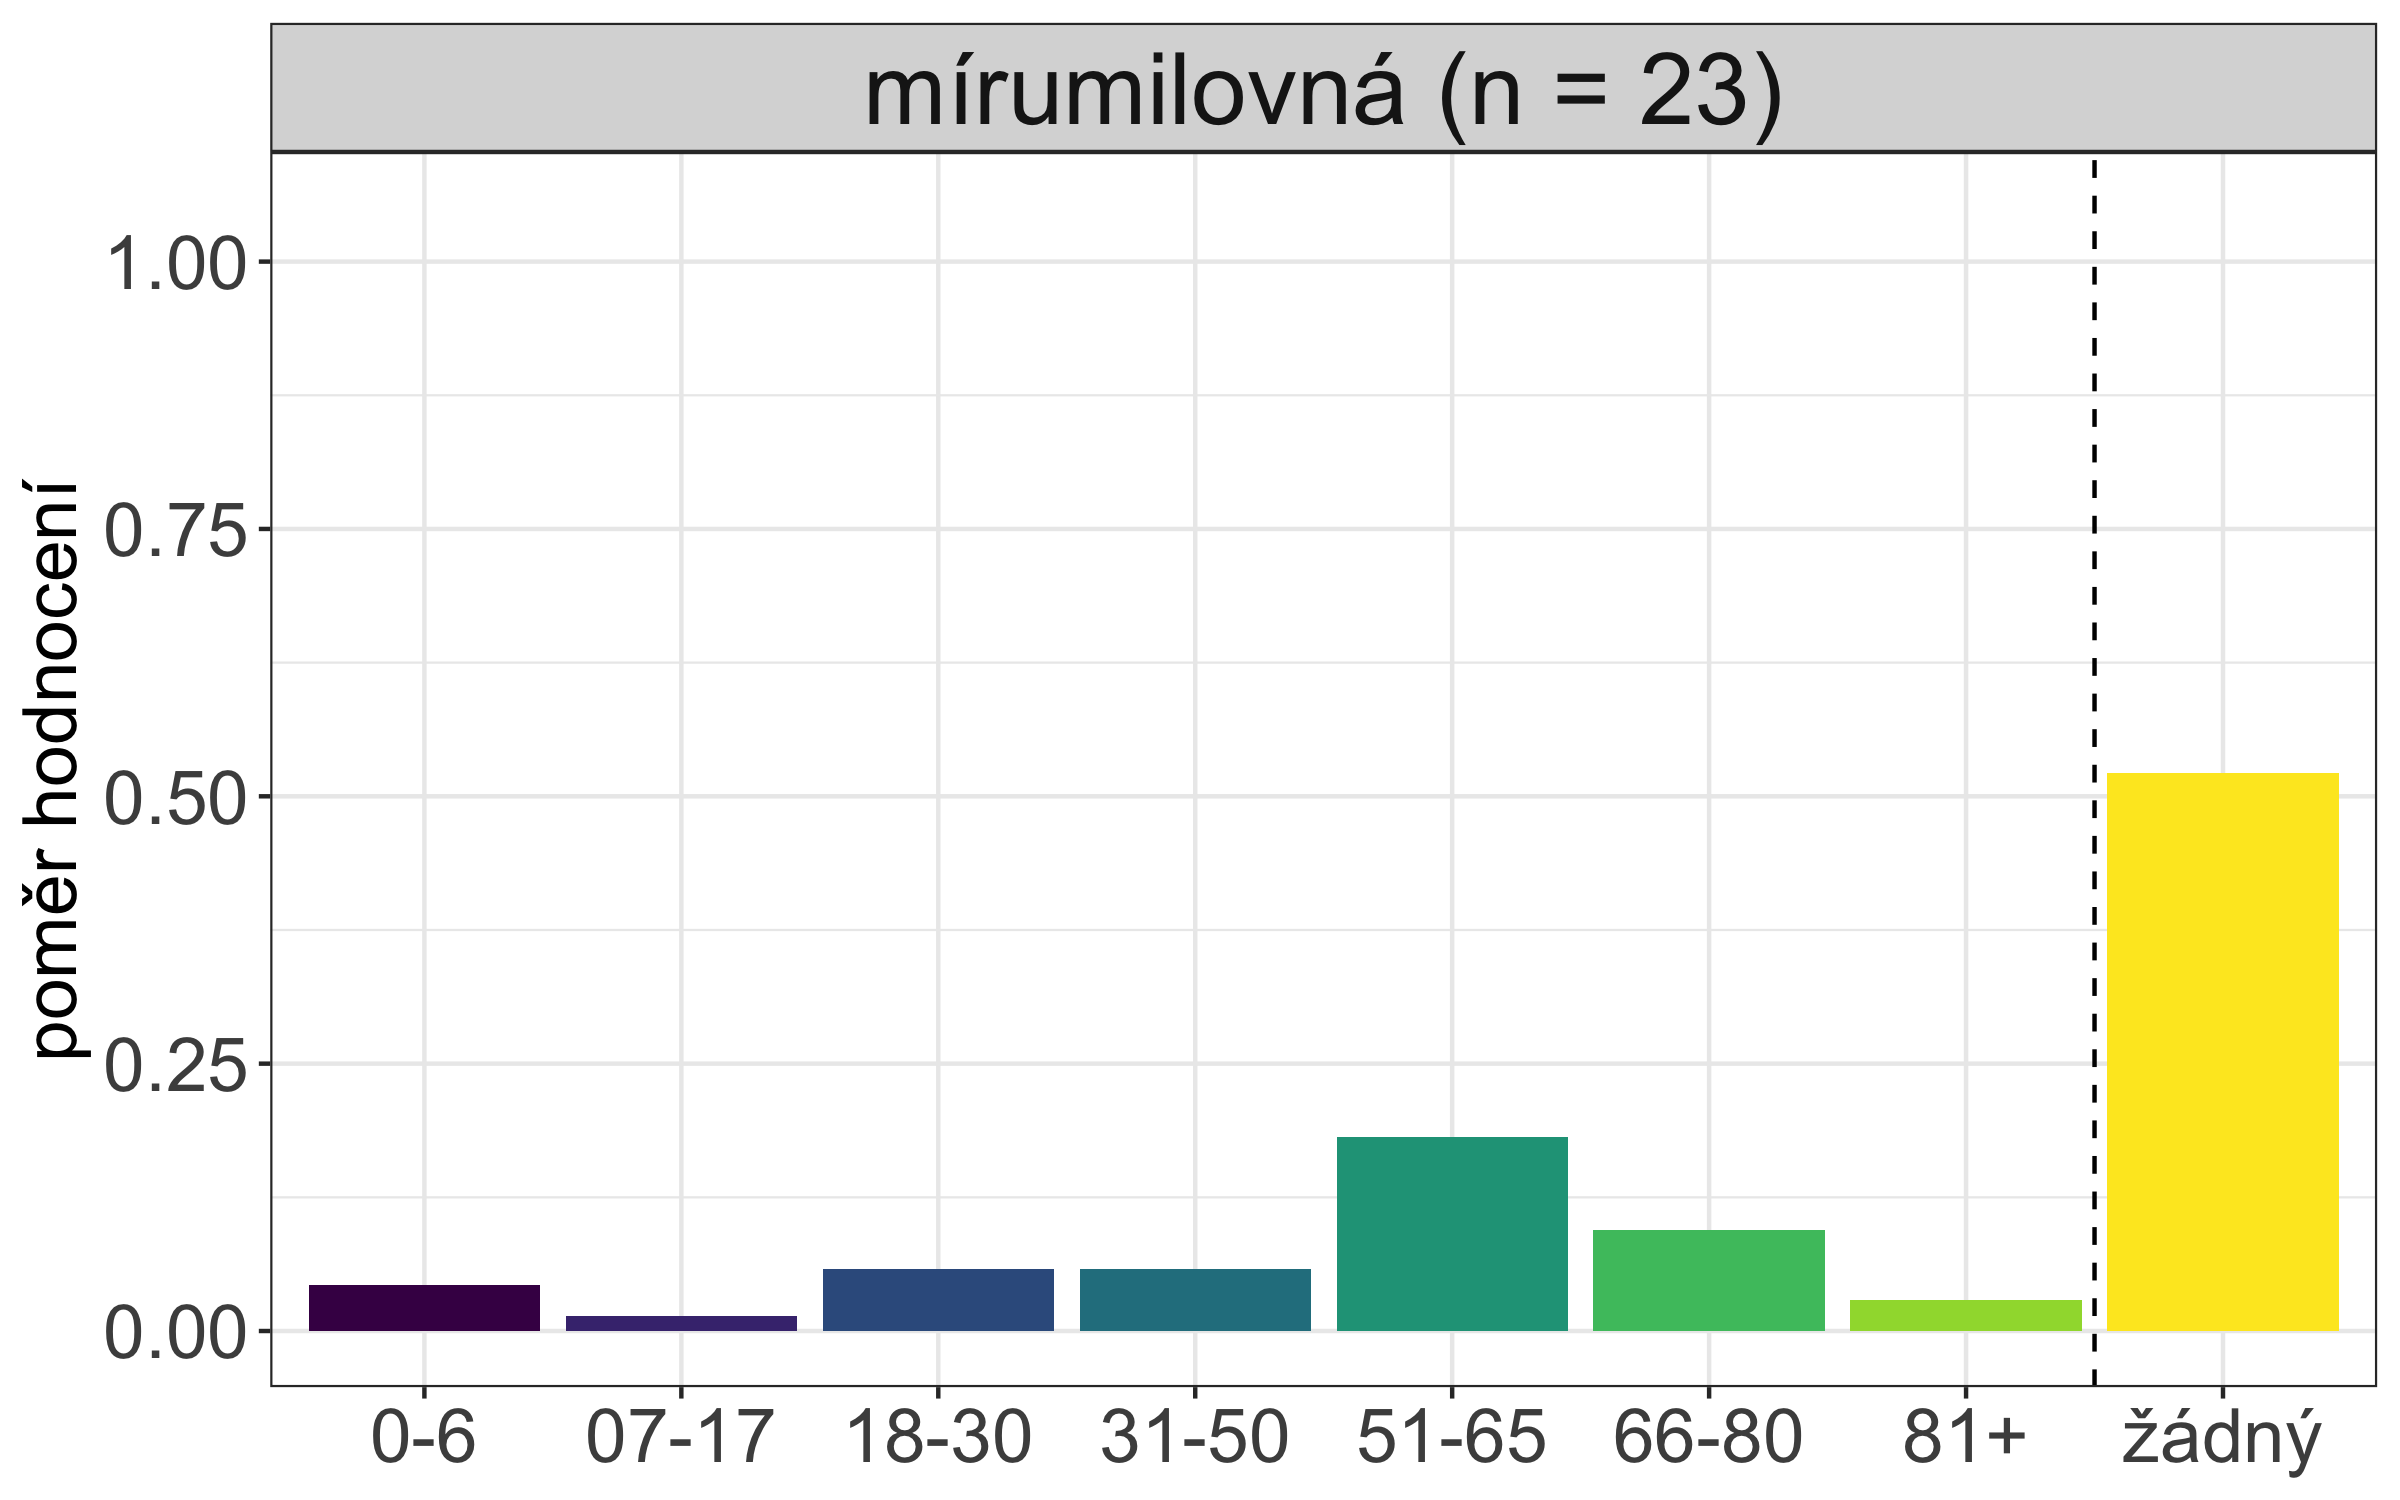 mírumilovná (n = 23)
poměr hodnocení
1.00
0.75
0.50
0.25
0.00
0-6 07-17 18-30 31-50 51-65 66-80 81+ žádný